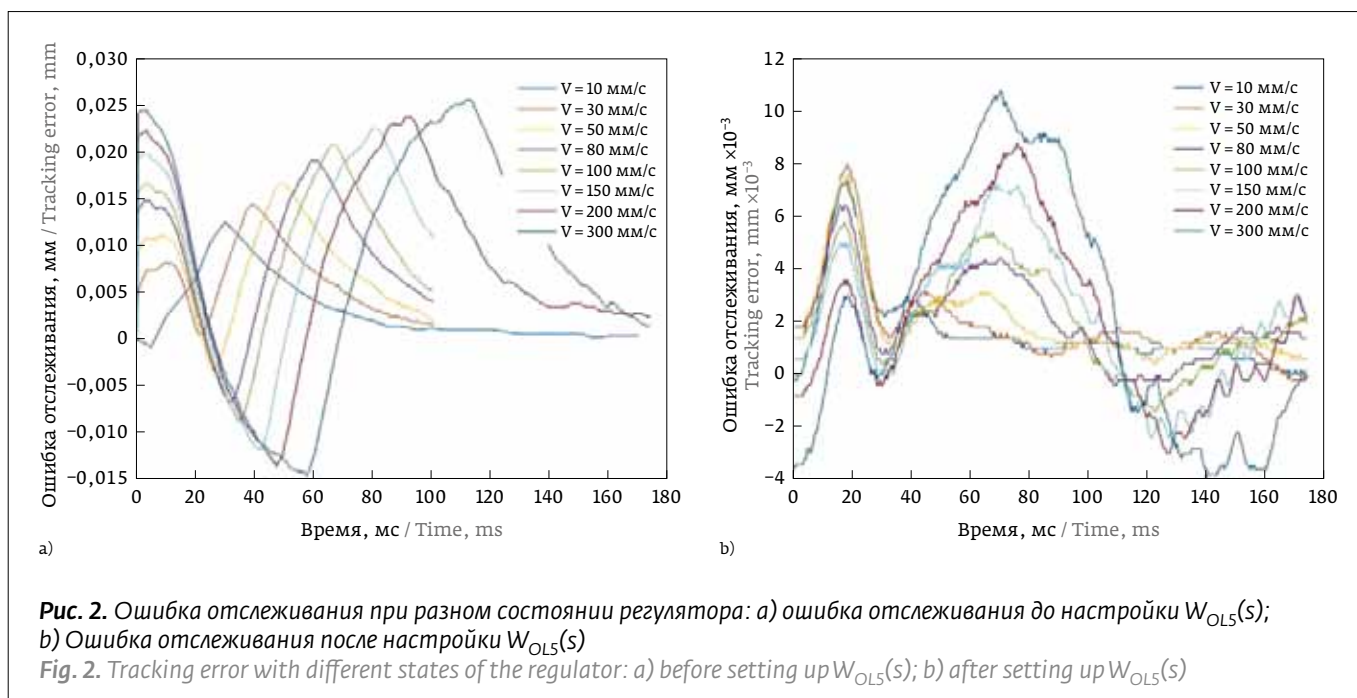 Ошибка отслеживания, мм / Tracking error, mm
0,030
0,025
0,020
0,015
0,010
0,005
0
−0,005
−0,010
−0,015
0 20 40 60 80 100 120 140 160 180
Время, мс / Time, ms
V = 10 мм/с
V = 30 мм/с
V = 50 мм/с
V = 80 мм/с
V = 100 мм/с
V = 150 мм/с
V = 200 мм/с
V = 300 мм/с
a)
Ошибка отслеживания, мм ×10⁻³
Tracking error, mm ×10⁻³
12
10
8
6
4
2
0
−2
−4
0 20 40 60 80 100 120 140 160 180
Время, мс / Time, ms
V = 10 мм/с
V = 30 мм/с
V = 50 мм/с
V = 80 мм/с
V = 100 мм/с
V = 150 мм/с
V = 200 мм/с
V = 300 мм/с
b)
Рис. 2. Ошибка отслеживания при разном состоянии регулятора: a) ошибка отслеживания до настройки W_OL5(s);
b) Ошибка отслеживания после настройки W_OL5(s)
Fig. 2. Tracking error with different states of the regulator: a) before setting up W_OL5(s); b) after setting up W_OL5(s)